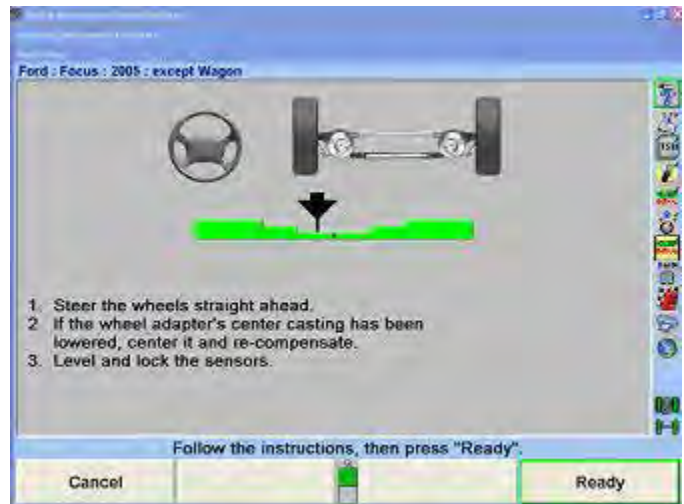 Ford : Focus : 2005 : except Wagon
1. Steer the wheels straight ahead.
2 If the wheel adapter's center casting has been
lowered, center it and re-compensate.
3. Level and lock the sensors.
Follow the instructions, then press "Ready".
Cancel
Ready